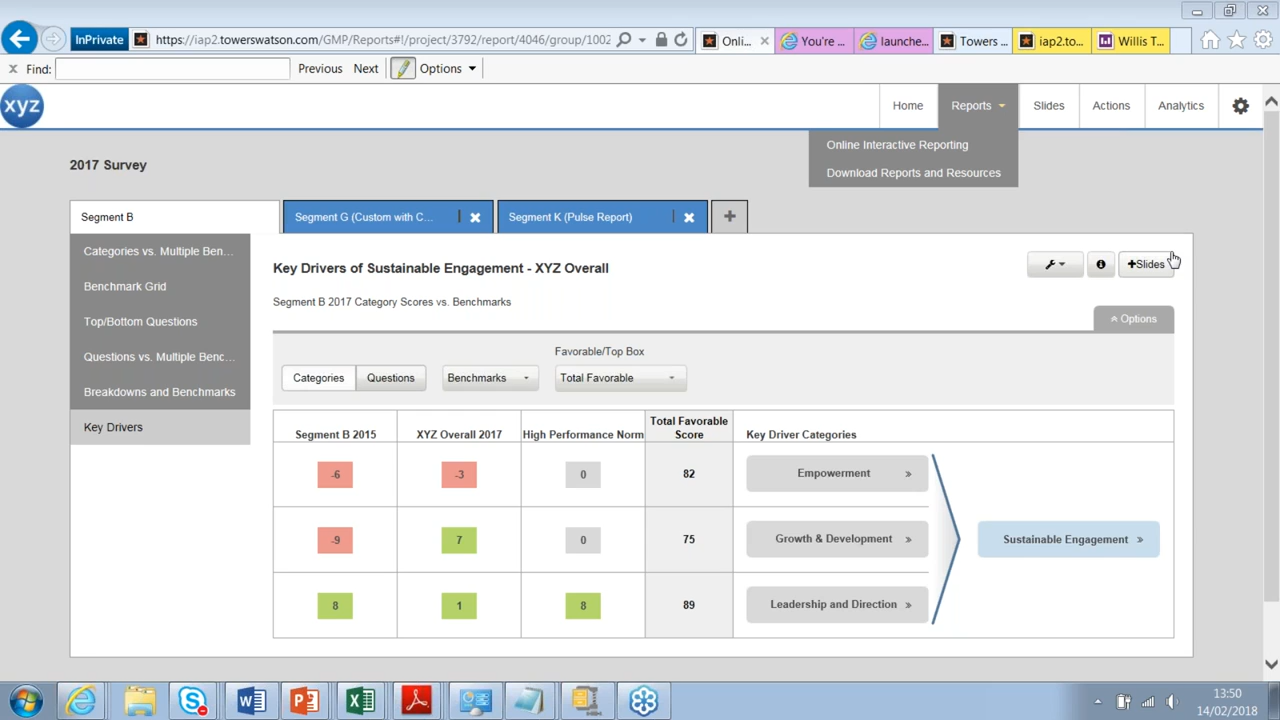 InPrivate
https://iap2.towerswatson.com/GMP/Reports#!/project/3792/report/4046/group/1002
Onli...
You're ...
launche...
Towers ...
iap2.to...
Willis T...
x Find:
Previous Next Options
xyz
Home Reports Slides Actions Analytics
Online Interactive Reporting
Download Reports and Resources
2017 Survey
Segment B
Segment G (Custom with C...
Segment K (Pulse Report)
+
Categories vs. Multiple Ben...
Benchmark Grid
Top/Bottom Questions
Questions vs. Multiple Benc...
Breakdowns and Benchmarks
Key Drivers
Key Drivers of Sustainable Engagement - XYZ Overall
+Slides
Segment B 2017 Category Scores vs. Benchmarks
Options
Favorable/Top Box
Categories Questions Benchmarks Total Favorable
Segment B 2015 XYZ Overall 2017 High Performance Norm Total Favorable Score Key Driver Categories
-6 -3 0 82 Empowerment »
-9 7 0 75 Growth & Development » Sustainable Engagement »
8 1 8 89 Leadership and Direction »
13:50
14/02/2018